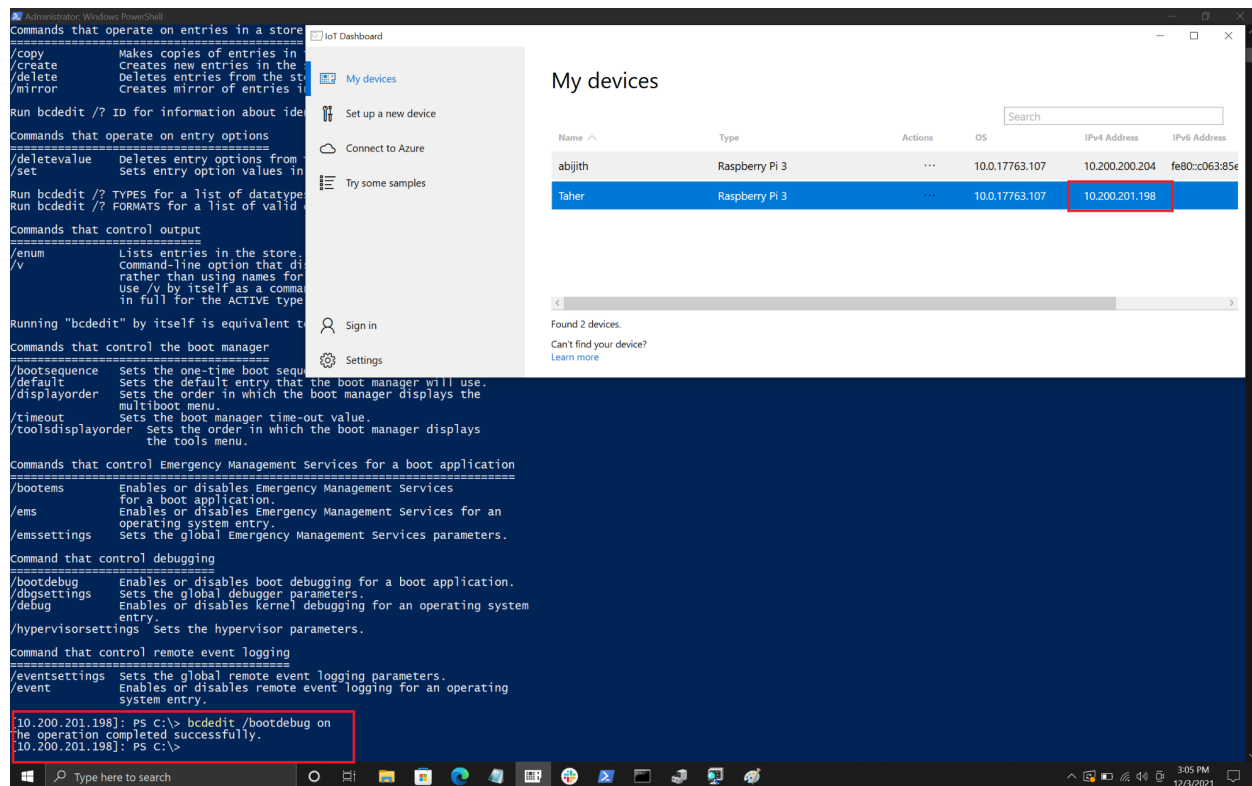 Administrator: Windows PowerShell
Commands that operate on entries in a store
===========================================
/copy Makes copies of entries in
/create Creates new entries in the
/delete Deletes entries from the
/mirror Creates mirror of entries
Run bcdedit /? ID for information about
Commands that operate on entry options
======================================
/deletevalue Deletes entry options from
/set Sets entry option values in
Run bcdedit /? TYPES for a list of
Run bcdedit /? FORMATS for a list of valid
Commands that control output
============================
/enum Lists entries in the store.
/v Command-line option that
rather than using names for
Use /v by itself as a
in full for the ACTIVE type
Running "bcdedit" by itself is equivalent
Commands that control the boot manager
======================================
/bootsequence Sets the one-time boot
/default Sets the default entry that the boot manager will use.
/displayorder Sets the order in which the boot manager displays the
multiboot menu.
/timeout Sets the boot manager time-out value.
/toolsdisplayorder Sets the order in which the boot manager displays
the tools menu.
Commands that control Emergency Management Services for a boot application
==========================================================================
/bootems Enables or disables Emergency Management Services
for a boot application.
/ems Enables or disables Emergency Management Services for an
operating system entry.
/emssettings Sets the global Emergency Management Services parameters.
Command that control debugging
==============================
/bootdebug Enables or disables boot debugging for a boot application.
/dbgsettings Sets the global debugger parameters.
/debug Enables or disables kernel debugging for an operating system
entry.
/hypervisorsettings Sets the hypervisor parameters.
Command that control remote event logging
=========================================
/eventsettings Sets the global remote event logging parameters.
/event Enables or disables remote event logging for an operating
system entry.
[10.200.201.198]: PS C:\> bcdedit /bootdebug on
The operation completed successfully.
[10.200.201.198]: PS C:\>
IoT Dashboard
My devices
Set up a new device
Connect to Azure
Try some samples
Sign in
Settings
My devices
Search
Name Type Actions OS IPv4 Address IPv6 Address
abijith Raspberry Pi 3 ... 10.0.17763.107 10.200.200.204 fe80::c063:85e
Taher Raspberry Pi 3 ... 10.0.17763.107 10.200.201.198
Found 2 devices.
Can't find your device?
Learn more
Type here to search
3:05 PM
12/3/2021